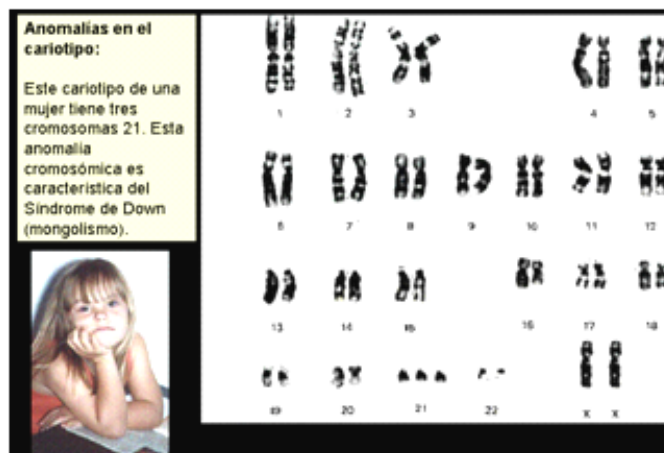 Anomalías en el
cariotipo:
Este cariotipo de una
mujer tiene tres
cromosomas 21. Esta
anomalía
cromosómica es
característica del
Síndrome de Down
(mongolismo).
1 2 3 4 5
6 7 8 9 10 11 12
13 14 15 16 17 18
19 20 21 22 X X